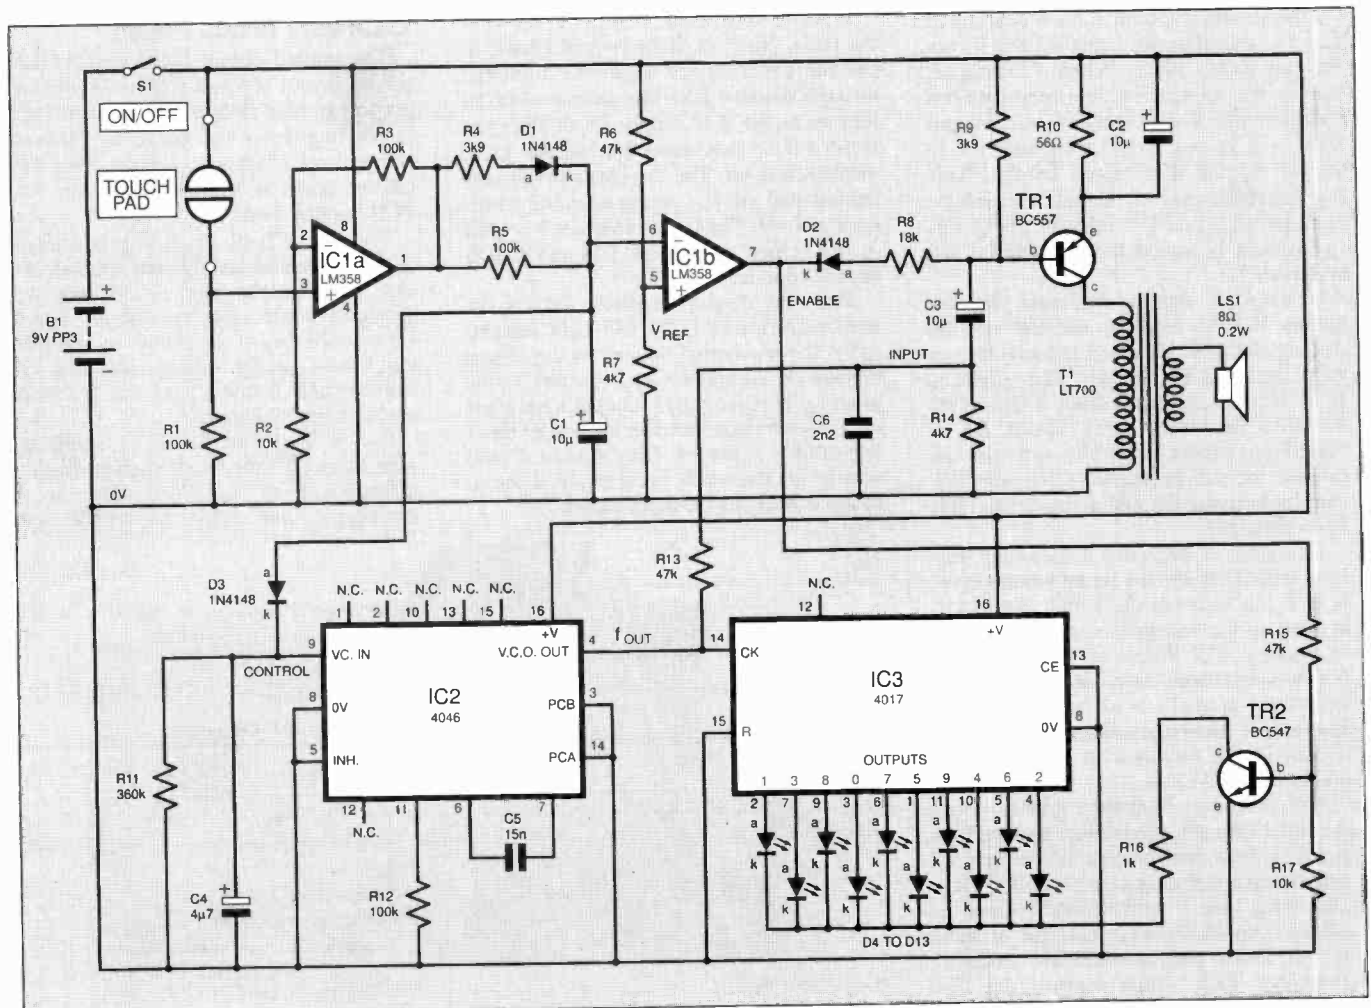 S1
ON/OFF
TOUCH
PAD
B1
9V PP3
+
−
0V
R1
100k
R2
10k
R3
100k
R4
3k9
D1
1N4148
a
k
R5
100k
2
−
8
IC1a
LM358
1
3
+
4
C1
10µ
+
R6
47k
6
−
IC1b
LM358
7
5
+
VREF
R7
4k7
D2
1N4148
k
a
ENABLE
R8
18k
R9
3k9
R10
56Ω
C2
10µ
+
TR1
BC557
e
b
c
C3
10µ
+
INPUT
C6
2n2
R14
4k7
T1
LT700
LS1
8Ω
0.2W
D3
1N4148
a
k
N.C.
1
N.C.
2
N.C.
10
N.C.
13
N.C.
15
16
+V
9
VC. IN
CONTROL
V.C.O. OUT
4
fOUT
8
0V
IC2
4046
PCB
3
5
INH.
PCA
14
12
N.C.
11
6
7
C5
15n
R11
360k
C4
4µ7
+
R12
100k
R13
47k
N.C.
12
16
+V
14
CK
CE
13
IC3
4017
15
R
0V
8
OUTPUTS
1 3 8 0 7 5 9 4 6 2
2 7 9 3 6 1 11 10 5 4
a a a a a
k k k k k
a a a a a
k k k k k
D4 TO D13
R15
47k
TR2
BC547
c
b
e
R16
1k
R17
10k